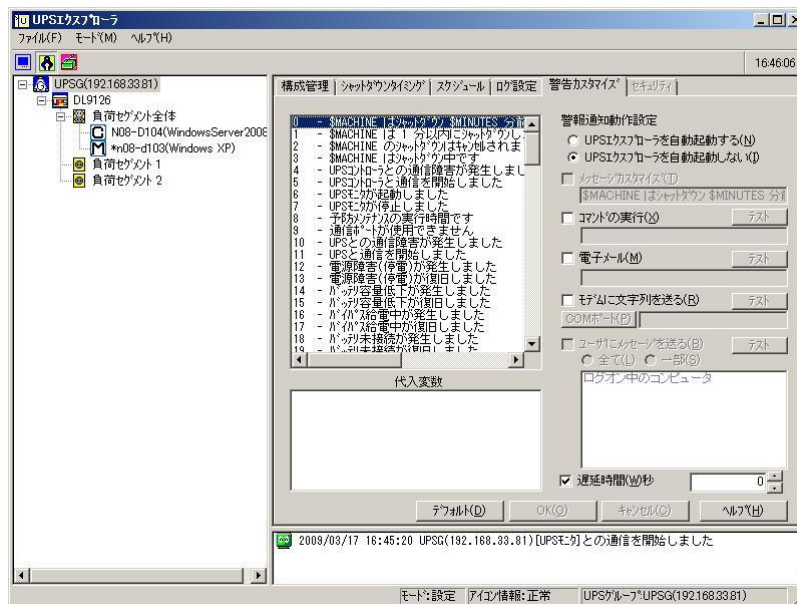 UPSｴｸｽﾌﾟﾛｰﾗ
ﾌｧｲﾙ(F) ﾓｰﾄﾞ(M) ﾍﾙﾌﾟ(H)
16:46:06
UPSG(192.168.33.81)
DL9126
負荷ｾｸﾞﾒﾝﾄ全体
N08-D104(WindowsServer2008
*n08-d103(Windows XP)
負荷ｾｸﾞﾒﾝﾄ 1
負荷ｾｸﾞﾒﾝﾄ 2
構成管理 ｼｬｯﾄﾀﾞｳﾝﾀｲﾐﾝｸﾞ ｽｹｼﾞｭｰﾙ ﾛｸﾞ設定 警告ｶｽﾀﾏｲｽﾞ ｾｷｭﾘﾃｨ
0 - $MACHINE はｼｬｯﾄﾀﾞｳﾝ $MINUTES 分前
1 - $MACHINE は 1 分以内にｼｬｯﾄﾀﾞｳﾝし
2 - $MACHINE のｼｬｯﾄﾀﾞｳﾝはｷｬﾝｾﾙされま
3 - $MACHINE はｼｬｯﾄﾀﾞｳﾝ中です
4 - UPSｺﾝﾄﾛｰﾗとの通信障害が発生しまし
5 - UPSｺﾝﾄﾛｰﾗと通信を開始しました
6 - UPSﾓﾆﾀが起動しました
7 - UPSﾓﾆﾀが停止しました
8 - 予防ﾒﾝﾃﾅﾝｽの実行時間です
9 - 通信ﾎﾟｰﾄが使用できません
10 - UPSとの通信障害が発生しました
11 - UPSと通信を開始しました
12 - 電源障害(停電)が発生しました
13 - 電源障害(停電)が復旧しました
14 - ﾊﾞｯﾃﾘ容量低下が発生しました
15 - ﾊﾞｯﾃﾘ容量低下が復旧しました
16 - ﾊﾞｲﾊﾟｽ給電中が発生しました
17 - ﾊﾞｲﾊﾟｽ給電中が復旧しました
18 - ﾊﾞｯﾃﾘ未接続が発生しました
19 - ﾊﾞｯﾃﾘ未接続が復旧しました
代入変数
警報通知動作設定
UPSｴｸｽﾌﾟﾛｰﾗを自動起動する(N)
UPSｴｸｽﾌﾟﾛｰﾗを自動起動しない(I)
ﾒｯｾｰｼﾞｶｽﾀﾏｲｽﾞ(T)
$MACHINE はｼｬｯﾄﾀﾞｳﾝ $MINUTES 分前
ｺﾏﾝﾄﾞの実行(X) ﾃｽﾄ
電子ﾒｰﾙ(M) ﾃｽﾄ
ﾓﾃﾞﾑに文字列を送る(R) ﾃｽﾄ
COMﾎﾟｰﾄ(P)
ﾕｰｻﾞにﾒｯｾｰｼﾞを送る(B) ﾃｽﾄ
全て(L) 一部(S)
ログオン中のコンピュータ
遅延時間(W)秒 0
ﾃﾞﾌｫﾙﾄ(D) OK(O) ｷｬﾝｾﾙ(C) ﾍﾙﾌﾟ(H)
2009/03/17 16:45:20 UPSG(192.168.33.81)[UPSﾓﾆﾀ]との通信を開始しました
ﾓｰﾄﾞ:設定 ｱｲｺﾝ情報:正常 UPSｸﾞﾙｰﾌﾟ:UPSG(192.168.33.81)